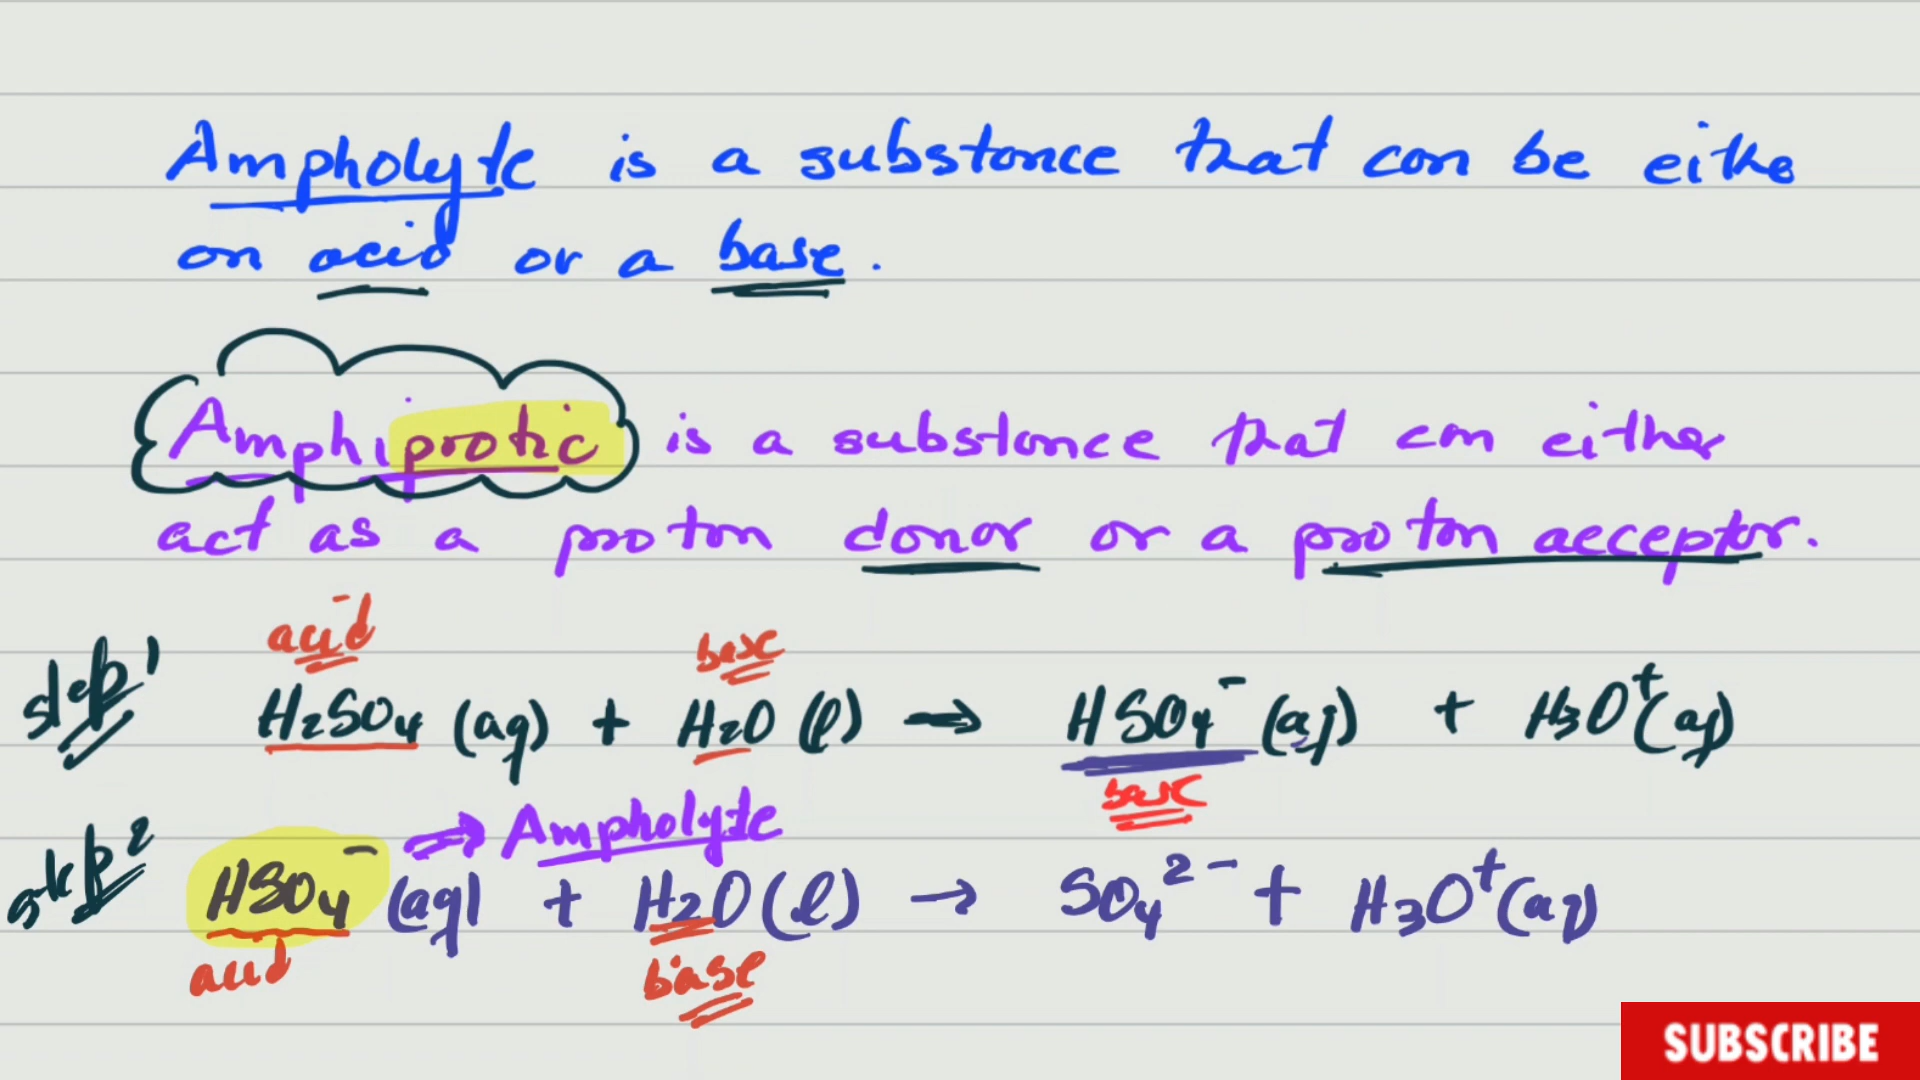 Ampholyte is a substance that can be eithe
an acid or a base.
Amphiprotic is a substance that can either
act as a proton donor or a proton acceptor.
acid base
step 1 H₂SO₄ (aq) + H₂O (l) → HSO₄⁻ (aq) + H₃O⁺ (aq)
base
⇒ Ampholyte
step 2 HSO₄⁻ (aq) + H₂O (l) → SO₄²⁻ + H₃O⁺ (aq)
acid base
SUBSCRIBE